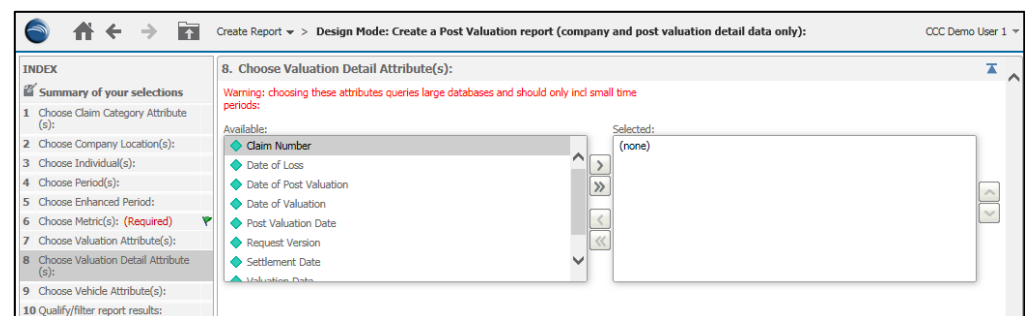 Create Report > Design Mode: Create a Post Valuation report (company and post valuation detail data only):
CCC Demo User 1
INDEX
Summary of your selections
1 Choose Claim Category Attribute
(s):
2 Choose Company Location(s):
3 Choose Individual(s):
4 Choose Period(s):
5 Choose Enhanced Period:
6 Choose Metric(s): (Required)
7 Choose Valuation Attribute(s):
8 Choose Valuation Detail Attribute
(s):
9 Choose Vehicle Attribute(s):
10 Qualify/filter report results:
8. Choose Valuation Detail Attribute(s):
Warning: choosing these attributes queries large databases and should only incl small time
periods:
Available:
Claim Number
Date of Loss
Date of Post Valuation
Date of Valuation
Post Valuation Date
Request Version
Settlement Date
Valuation Date
Selected:
(none)